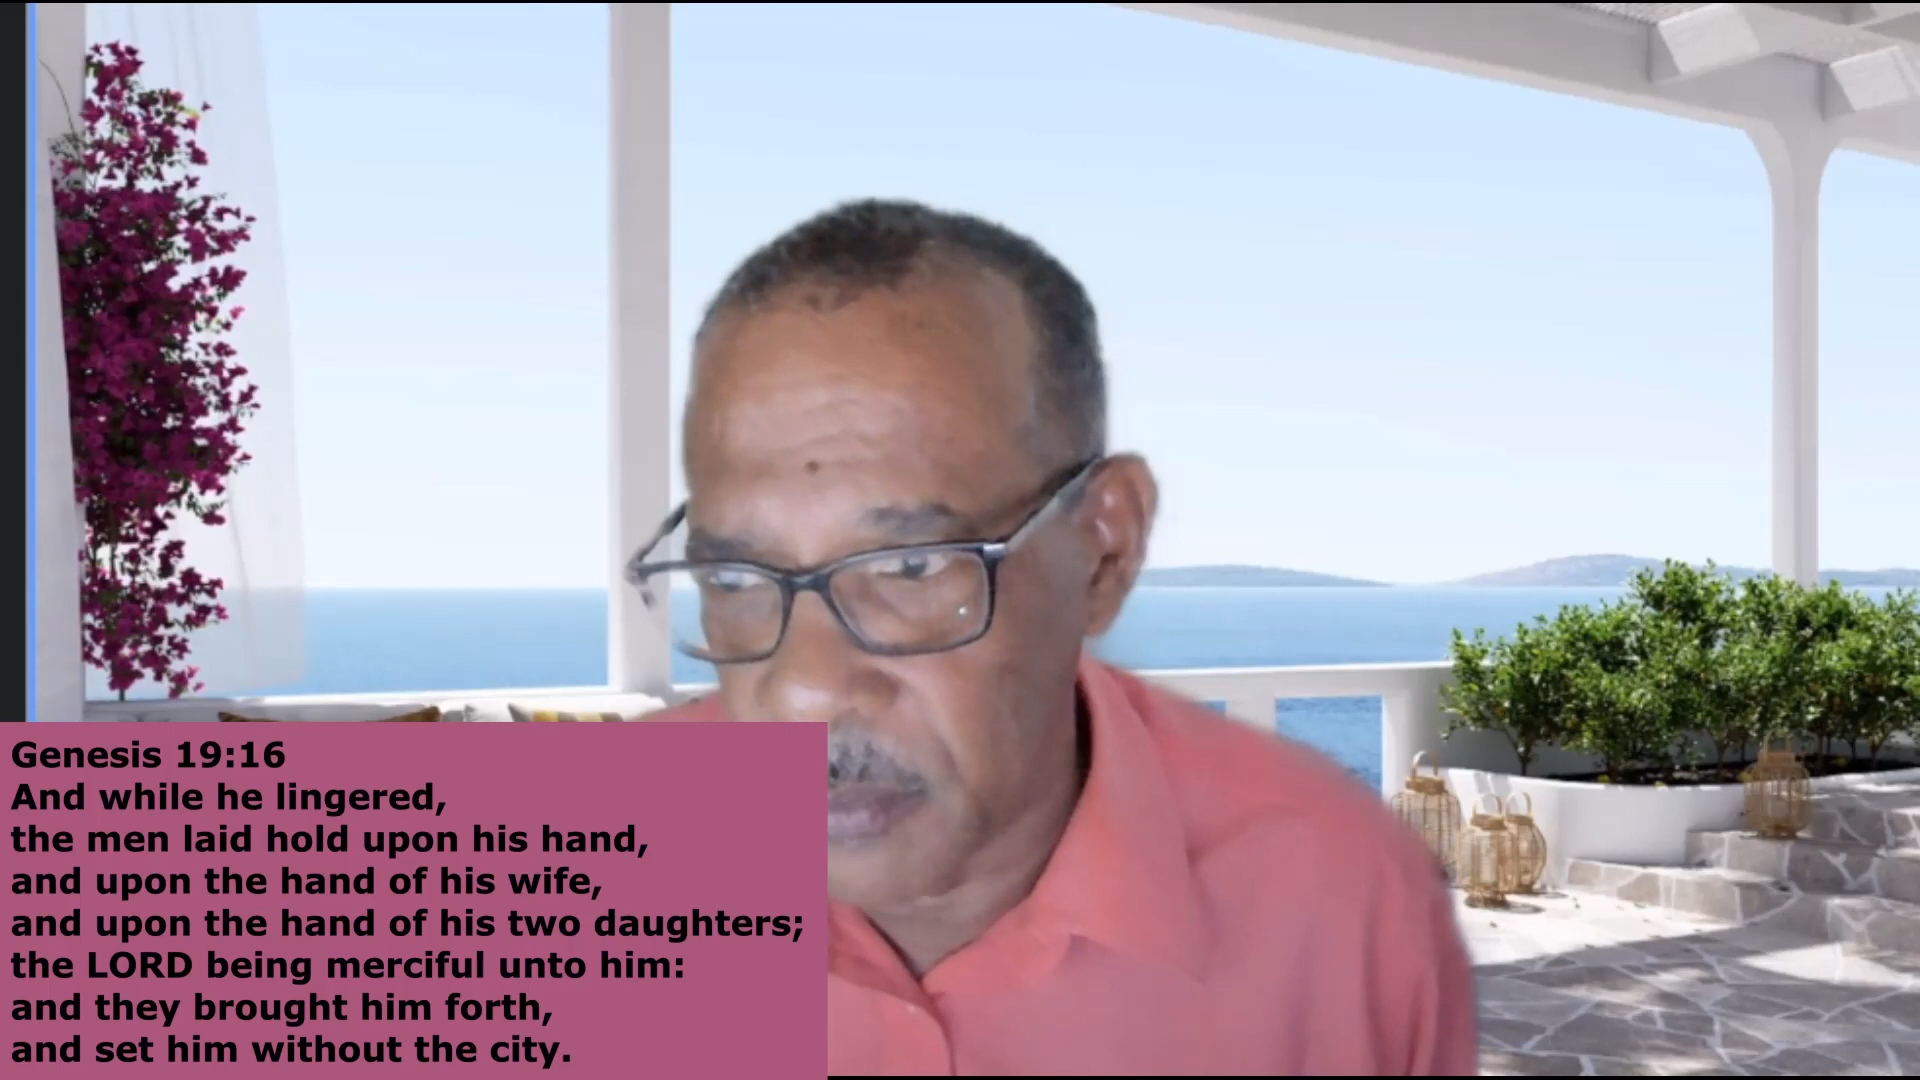 Genesis 19:16
And while he lingered,
the men laid hold upon his hand,
and upon the hand of his wife,
and upon the hand of his two daughters;
the LORD being merciful unto him:
and they brought him forth,
and set him without the city.